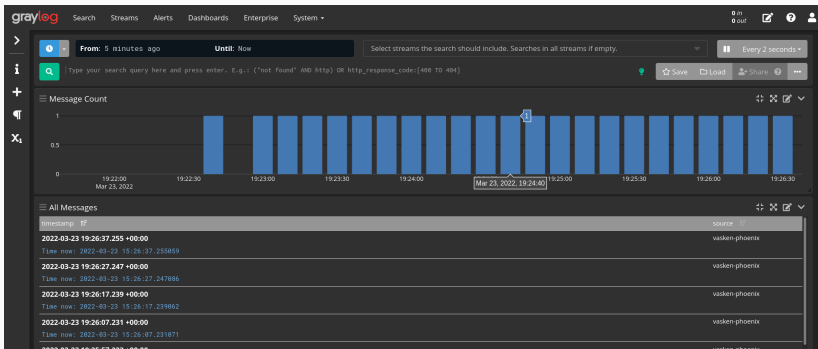 graylog Search Streams Alerts Dashboards Enterprise System 0 in
0 out
From: 5 minutes ago Until: Now Select streams the search should include. Searches in all streams if empty. Every 2 seconds
Type your search query here and press enter. E.g.: ("not found" AND http) OR http_response_code:[400 TO 404] Save Load Share
Message Count
1
0.5
0
1
19:22:00 19:22:30 19:23:00 19:23:30 19:24:00 19:25:00 19:25:30 19:26:00 19:26:30
Mar 23, 2022
Mar 23, 2022, 19:24:40
All Messages
timestamp source
2022-03-23 19:26:37.255 +00:00 vasken-phoenix
Time now: 2022-03-23 15:26:37.255059
2022-03-23 19:26:27.247 +00:00 vasken-phoenix
Time now: 2022-03-23 15:26:27.247086
2022-03-23 19:26:17.239 +00:00 vasken-phoenix
Time now: 2022-03-23 15:26:17.239062
2022-03-23 19:26:07.231 +00:00 vasken-phoenix
Time now: 2022-03-23 15:26:07.231071